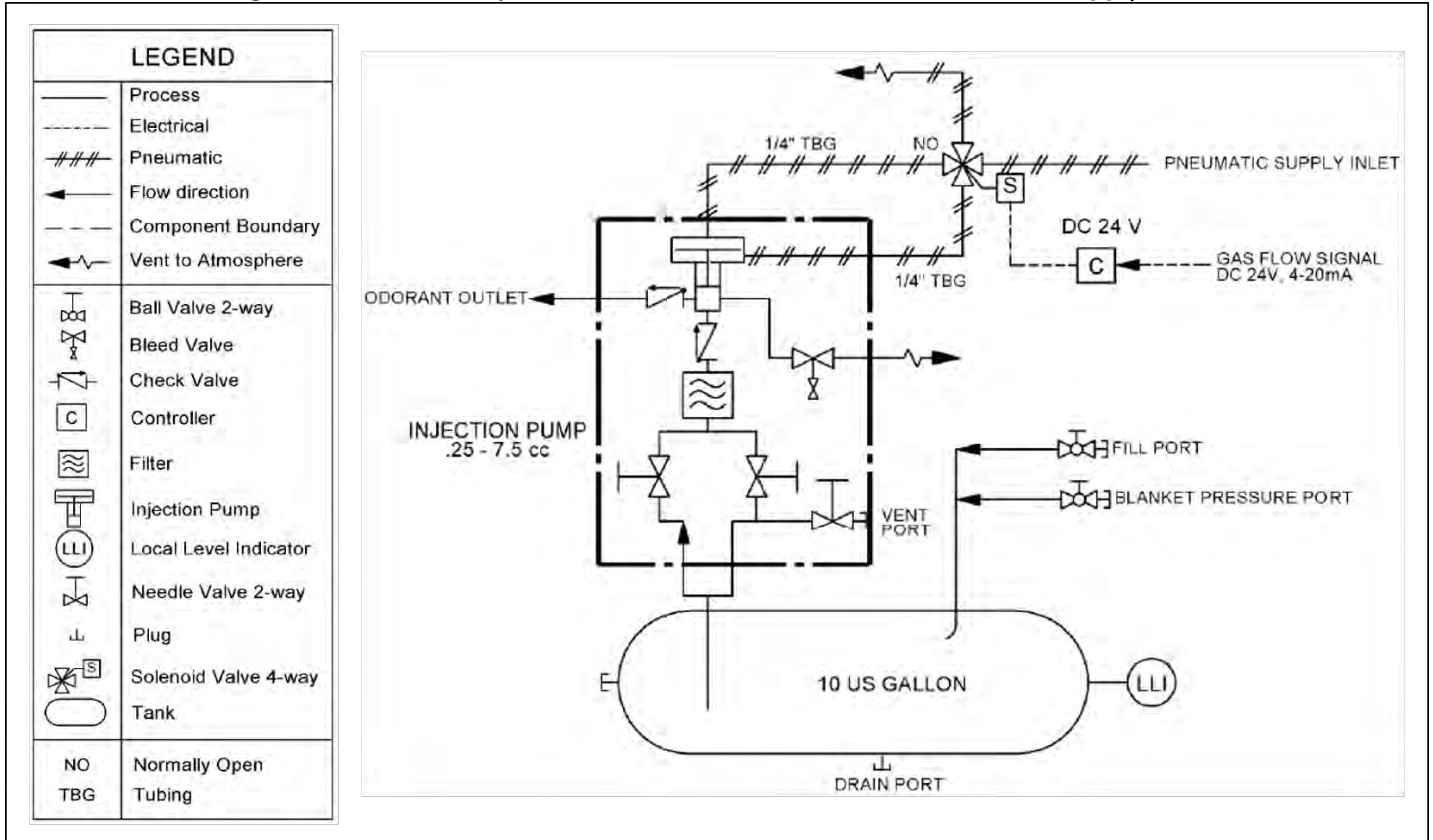 LEGEND
Process
Electrical
Pneumatic
Flow direction
Component Boundary
Vent to Atmosphere
Ball Valve 2-way
Bleed Valve
Check Valve
C Controller
Filter
Injection Pump
LLI Local Level Indicator
Needle Valve 2-way
Plug
S
Solenoid Valve 4-way
Tank
NO Normally Open
TBG Tubing
1/4" TBG
NO
PNEUMATIC SUPPLY INLET
S
DC 24 V
C
GAS FLOW SIGNAL
DC 24V, 4-20mA
1/4" TBG
ODORANT OUTLET
INJECTION PUMP
.25 - 7.5 cc
FILL PORT
BLANKET PRESSURE PORT
VENT
PORT
10 US GALLON
LLI
DRAIN PORT